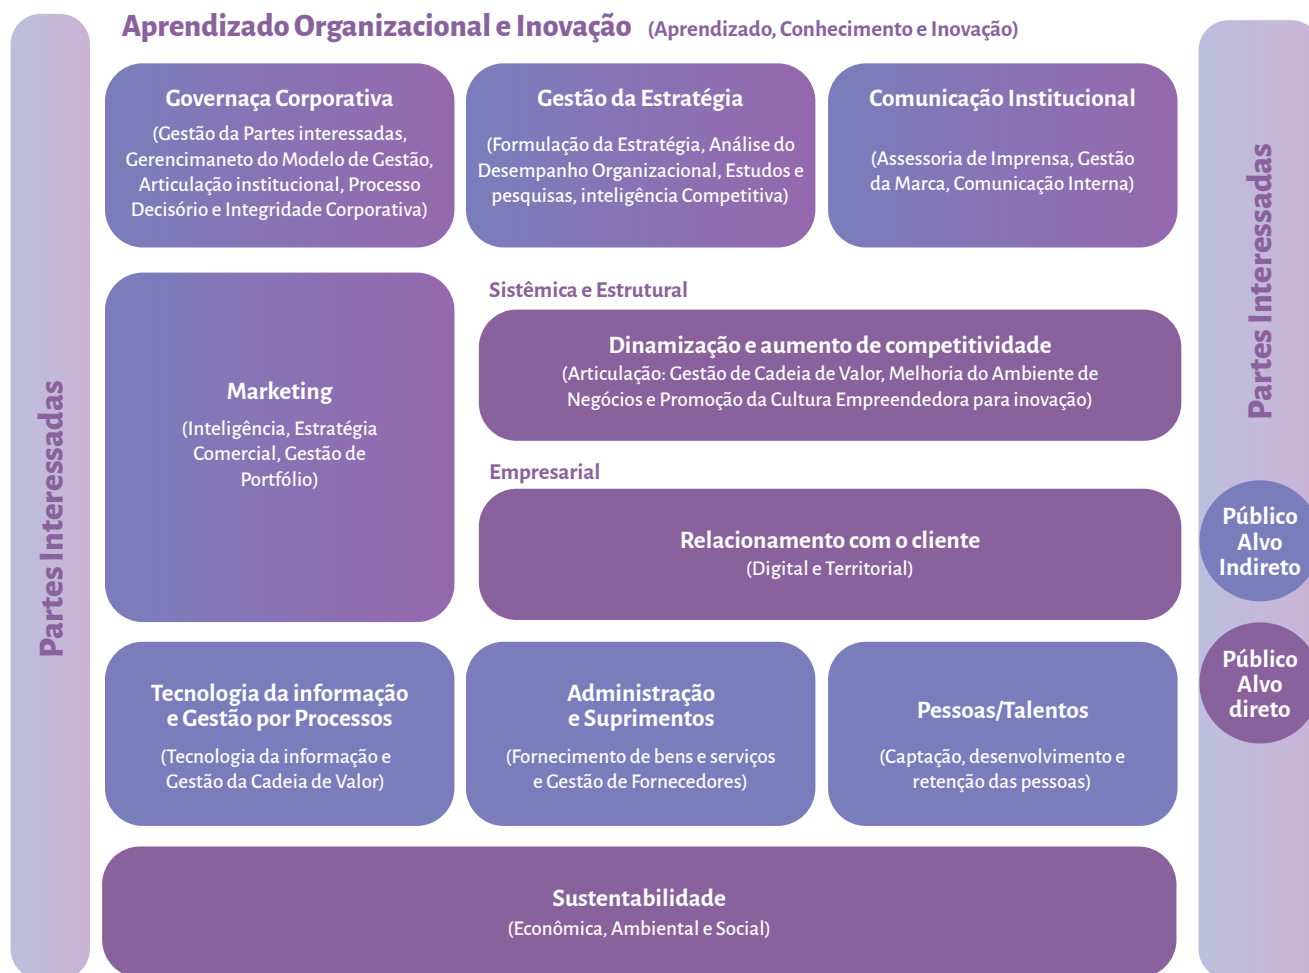 Aprendizado Organizacional e Inovação (Aprendizado, Conhecimento e Inovação)
Partes Interessadas
Governaça Corporativa
(Gestão da Partes interessadas,
Gerencimaneto do Modelo de Gestão,
Articulação institucional, Processo
Decisório e Integridade Corporativa)
Gestão da Estratégia
(Formulação da Estratégia, Análise do
Desempanho Organizacional, Estudos e
pesquisas, inteligência Competitiva)
Comunicação Institucional
(Assessoria de Imprensa, Gestão
da Marca, Comunicação Interna)
Marketing
(Inteligência, Estratégia
Comercial, Gestão de
Portfólio)
Sistêmica e Estrutural
Dinamização e aumento de competitividade
(Articulação: Gestão de Cadeia de Valor, Melhoria do Ambiente de
Negócios e Promoção da Cultura Empreendedora para inovação)
Empresarial
Relacionamento com o cliente
(Digital e Territorial)
Tecnologia da informação
e Gestão por Processos
(Tecnologia da informação e
Gestão da Cadeia de Valor)
Administração
e Suprimentos
(Fornecimento de bens e serviços
e Gestão de Fornecedores)
Pessoas/Talentos
(Captação, desenvolvimento e
retenção das pessoas)
Sustentabilidade
(Econômica, Ambiental e Social)
Partes Interessadas
Público
Alvo
Indireto
Público
Alvo
direto